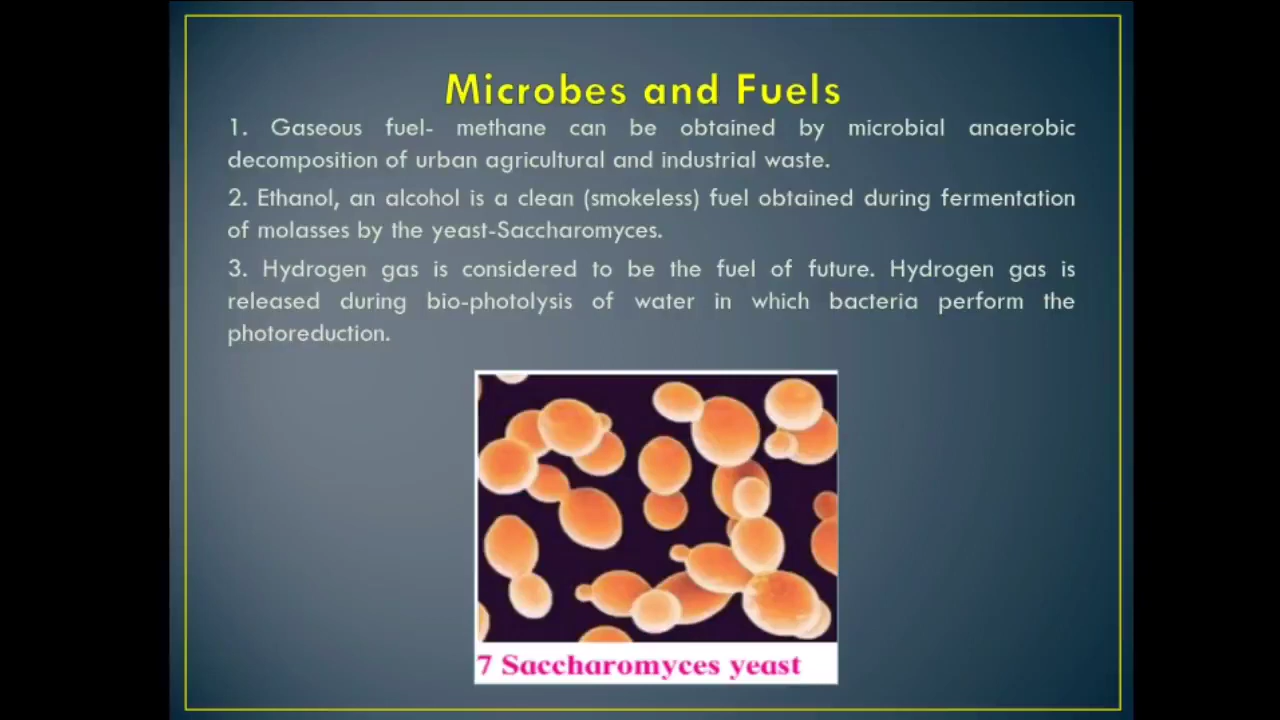 Microbes and Fuels
1. Gaseous fuel- methane can be obtained by microbial anaerobic
decomposition of urban agricultural and industrial waste.
2. Ethanol, an alcohol is a clean (smokeless) fuel obtained during fermentation
of molasses by the yeast-Saccharomyces.
3. Hydrogen gas is considered to be the fuel of future. Hydrogen gas is
released during bio-photolysis of water in which bacteria perform the
photoreduction.
7 Saccharomyces yeast